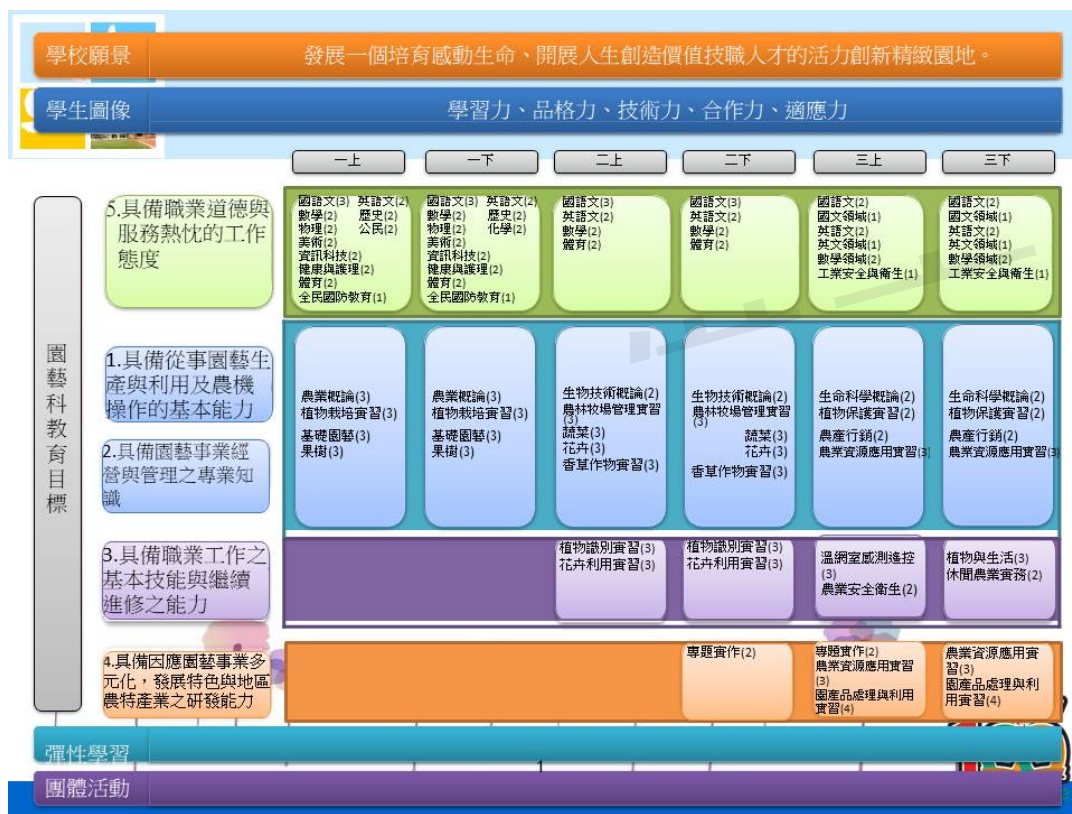 學校願景
發展一個培育感動生命、開展人生創造價值技職人才的活力創新精緻園地。
學生圖像
學習力、品格力、技術力、合作力、適應力
一上
一下
二上
二下
三上
三下
園藝科教育目標
5.具備職業道德與
服務熱忱的工作
態度
國語文(3) 英語文(2)
數學(2) 歷史(2)
物理(2) 公民(2)
美術(2)
資訊科技(2)
健康與護理(2)
體育(2)
全民國防教育(1)
國語文(3) 英語文(2)
數學(2) 歷史(2)
物理(2) 化學(2)
美術(2)
資訊科技(2)
健康與護理(2)
體育(2)
全民國防教育(1)
國語文(3)
英語文(2)
數學(2)
體育(2)
國語文(3)
英語文(2)
數學(2)
體育(2)
國語文(2)
國文領域(1)
英語文(2)
英文領域(1)
數學領域(2)
工業安全與衛生(1)
國語文(2)
國文領域(1)
英語文(2)
英文領域(1)
數學領域(2)
工業安全與衛生(1)
1.具備從事園藝生
產與利用及農機
操作的基本能力
2.具備園藝事業經
營與管理之專業知
識
農業概論(3)
植物栽培實習(3)
基礎園藝(3)
果樹(3)
農業概論(3)
植物栽培實習(3)
基礎園藝(3)
果樹(3)
生物技術概論(2)
農林牧場管理實習
(3)
蔬菜(3)
花卉(3)
香草作物實習(3)
生物技術概論(2)
農林牧場管理實習
(3)
蔬菜(3)
花卉(3)
香草作物實習(3)
生命科學概論(2)
植物保護實習(2)
農產行銷(2)
農業資源應用實習(3)
生命科學概論(2)
植物保護實習(2)
農產行銷(2)
農業資源應用實習(3)
3.具備職業工作之
基本技能與繼續
進修之能力
植物識別實習(3)
花卉利用實習(3)
植物識別實習(3)
花卉利用實習(3)
溫網室感測遙控
(3)
農業安全衛生(2)
植物與生活(3)
休閒農業實務(2)
4.具備因應園藝事業多
元化，發展特色與地區
農特產業之研發能力
專題實作(2)
專題實作(2)
農業資源應用實習
(3)
園產品處理與利用
實習(4)
農業資源應用實
習(3)
園產品處理與利
用實習(4)
彈性學習
1
團體活動